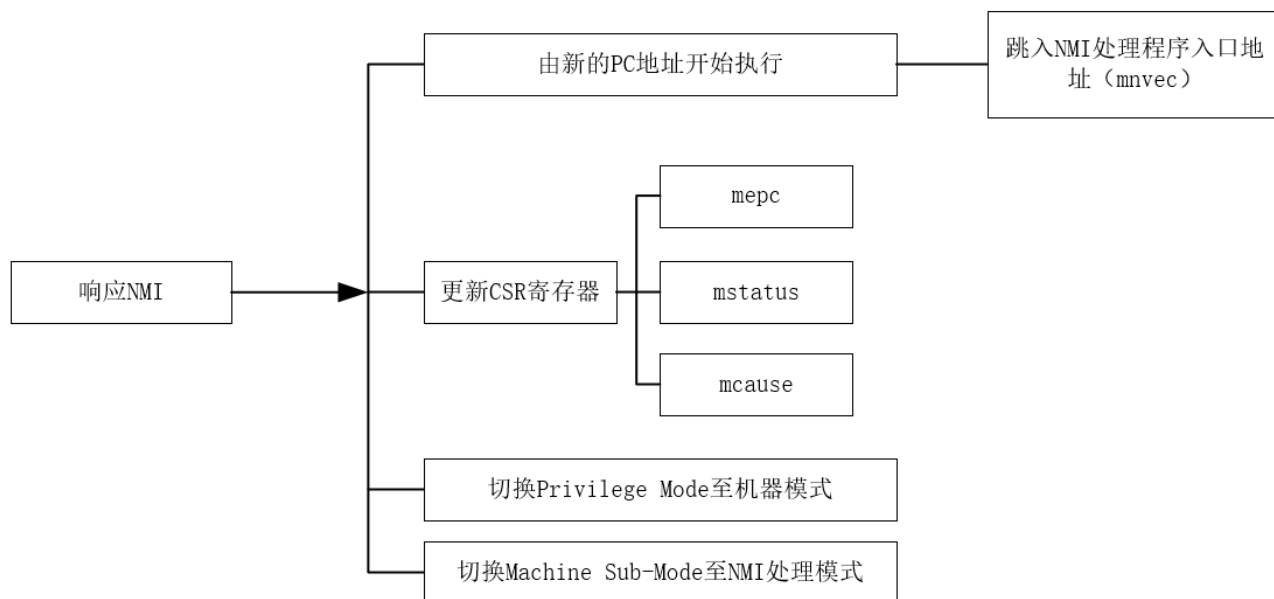 由新的PC地址开始执行
跳入NMI处理程序入口地
址（mnvec）
mepc
响应NMI
更新CSR寄存器
mstatus
mcause
切换Privilege Mode至机器模式
切换Machine Sub-Mode至NMI处理模式